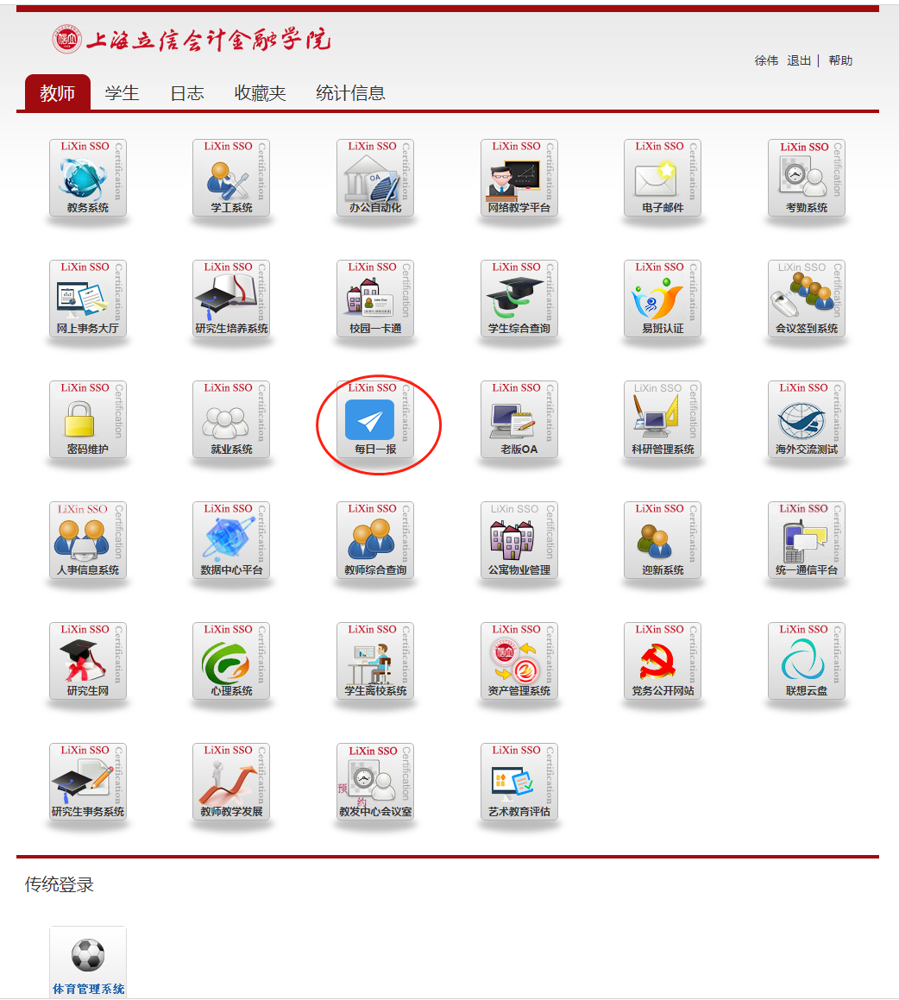 上海立信会计金融学院
徐伟 退出 | 帮助
教师 学生 日志 收藏夹 统计信息
LiXin SSO Certification
教务系统
LiXin SSO Certification
学工系统
LiXin SSO Certification
OA
办公自动化
LiXin SSO Certification
网络教学平台
LiXin SSO Certification
电子邮件
LiXin SSO Certification
考勤系统
LiXin SSO Certification
网上事务大厅
LiXin SSO Certification
研究生培养系统
LiXin SSO Certification
John Doe
校园一卡通
LiXin SSO Certification
学生综合查询
LiXin SSO Certification
易班认证
LiXin SSO Certification
会议签到系统
LiXin SSO Certification
密码维护
LiXin SSO Certification
就业系统
LiXin SSO Certification
每日一报
LiXin SSO Certification
老版OA
LiXin SSO Certification
科研管理系统
LiXin SSO Certification
海外交流测试
LiXin SSO Certification
人事信息系统
LiXin SSO Certification
数据中心平台
LiXin SSO Certification
教师综合查询
LiXin SSO Certification
公寓物业管理
LiXin SSO Certification
迎新系统
LiXin SSO Certification
统一通信平台
LiXin SSO Certification
研究生网
LiXin SSO Certification
心理系统
LiXin SSO Certification
学生离校系统
LiXin SSO Certification
资产管理系统
LiXin SSO Certification
党务公开网站
LiXin SSO Certification
联想云盘
LiXin SSO Certification
研究生事务系统
LiXin SSO Certification
教师教学发展
LiXin SSO Certification
预约
教发中心会议室
LiXin SSO Certification
艺术教育评估
传统登录
体育管理系统